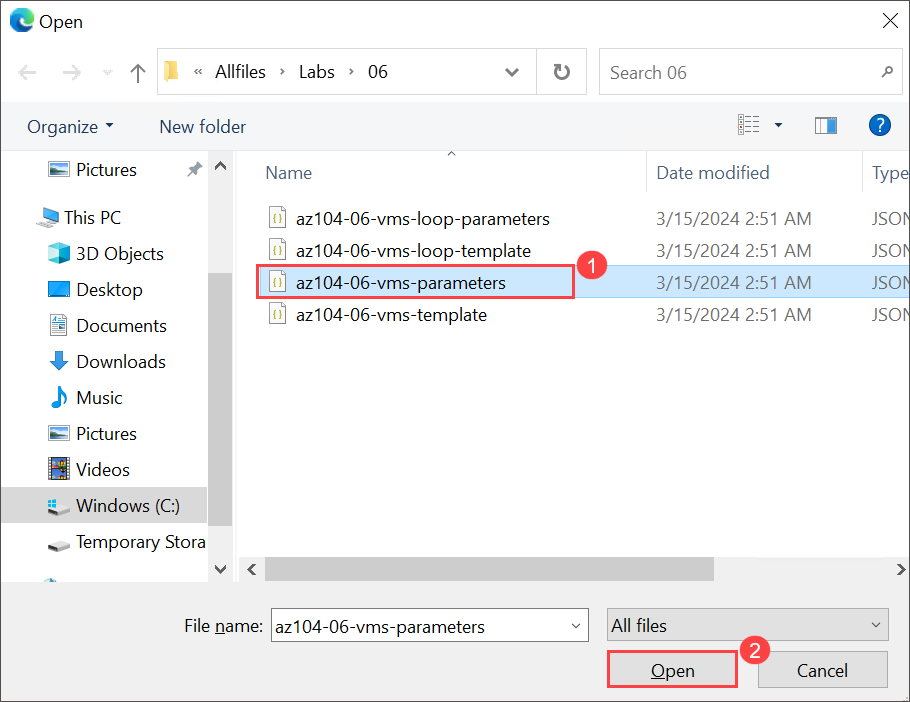 Open
« Allfiles › Labs › 06
Search 06
Organize
New folder
?
Pictures
This PC
3D Objects
Desktop
Documents
Downloads
Music
Pictures
Videos
Windows (C:)
Temporary Stora
Name Date modified Type
az104-06-vms-loop-parameters 3/15/2024 2:51 AM JSON
az104-06-vms-loop-template 3/15/2024 2:51 AM JSON
az104-06-vms-parameters 1 3/15/2024 2:51 AM JSON
az104-06-vms-template 3/15/2024 2:51 AM JSON
File name: az104-06-vms-parameters All files
Open 2 Cancel